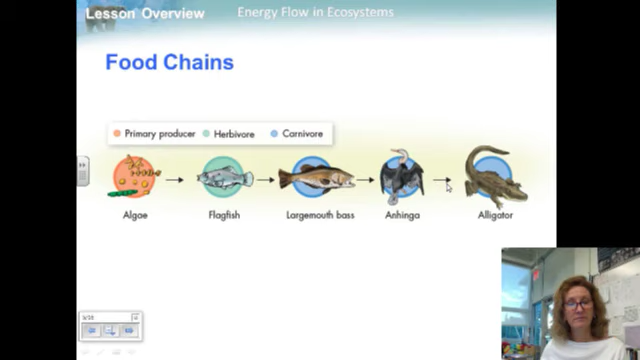 Lesson Overview Energy Flow in Ecosystems
Food Chains
Primary producer Herbivore Carnivore
Algae Flagfish Largemouth bass Anhinga Alligator